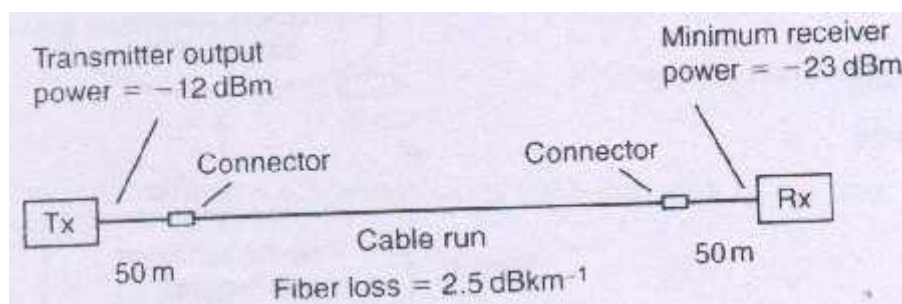 Transmitter output
power = −12 dBm
Minimum receiver
power = −23 dBm
Connector
Connector
Tx
Rx
50 m
Cable run
50 m
Fiber loss = 2.5 dBkm⁻¹